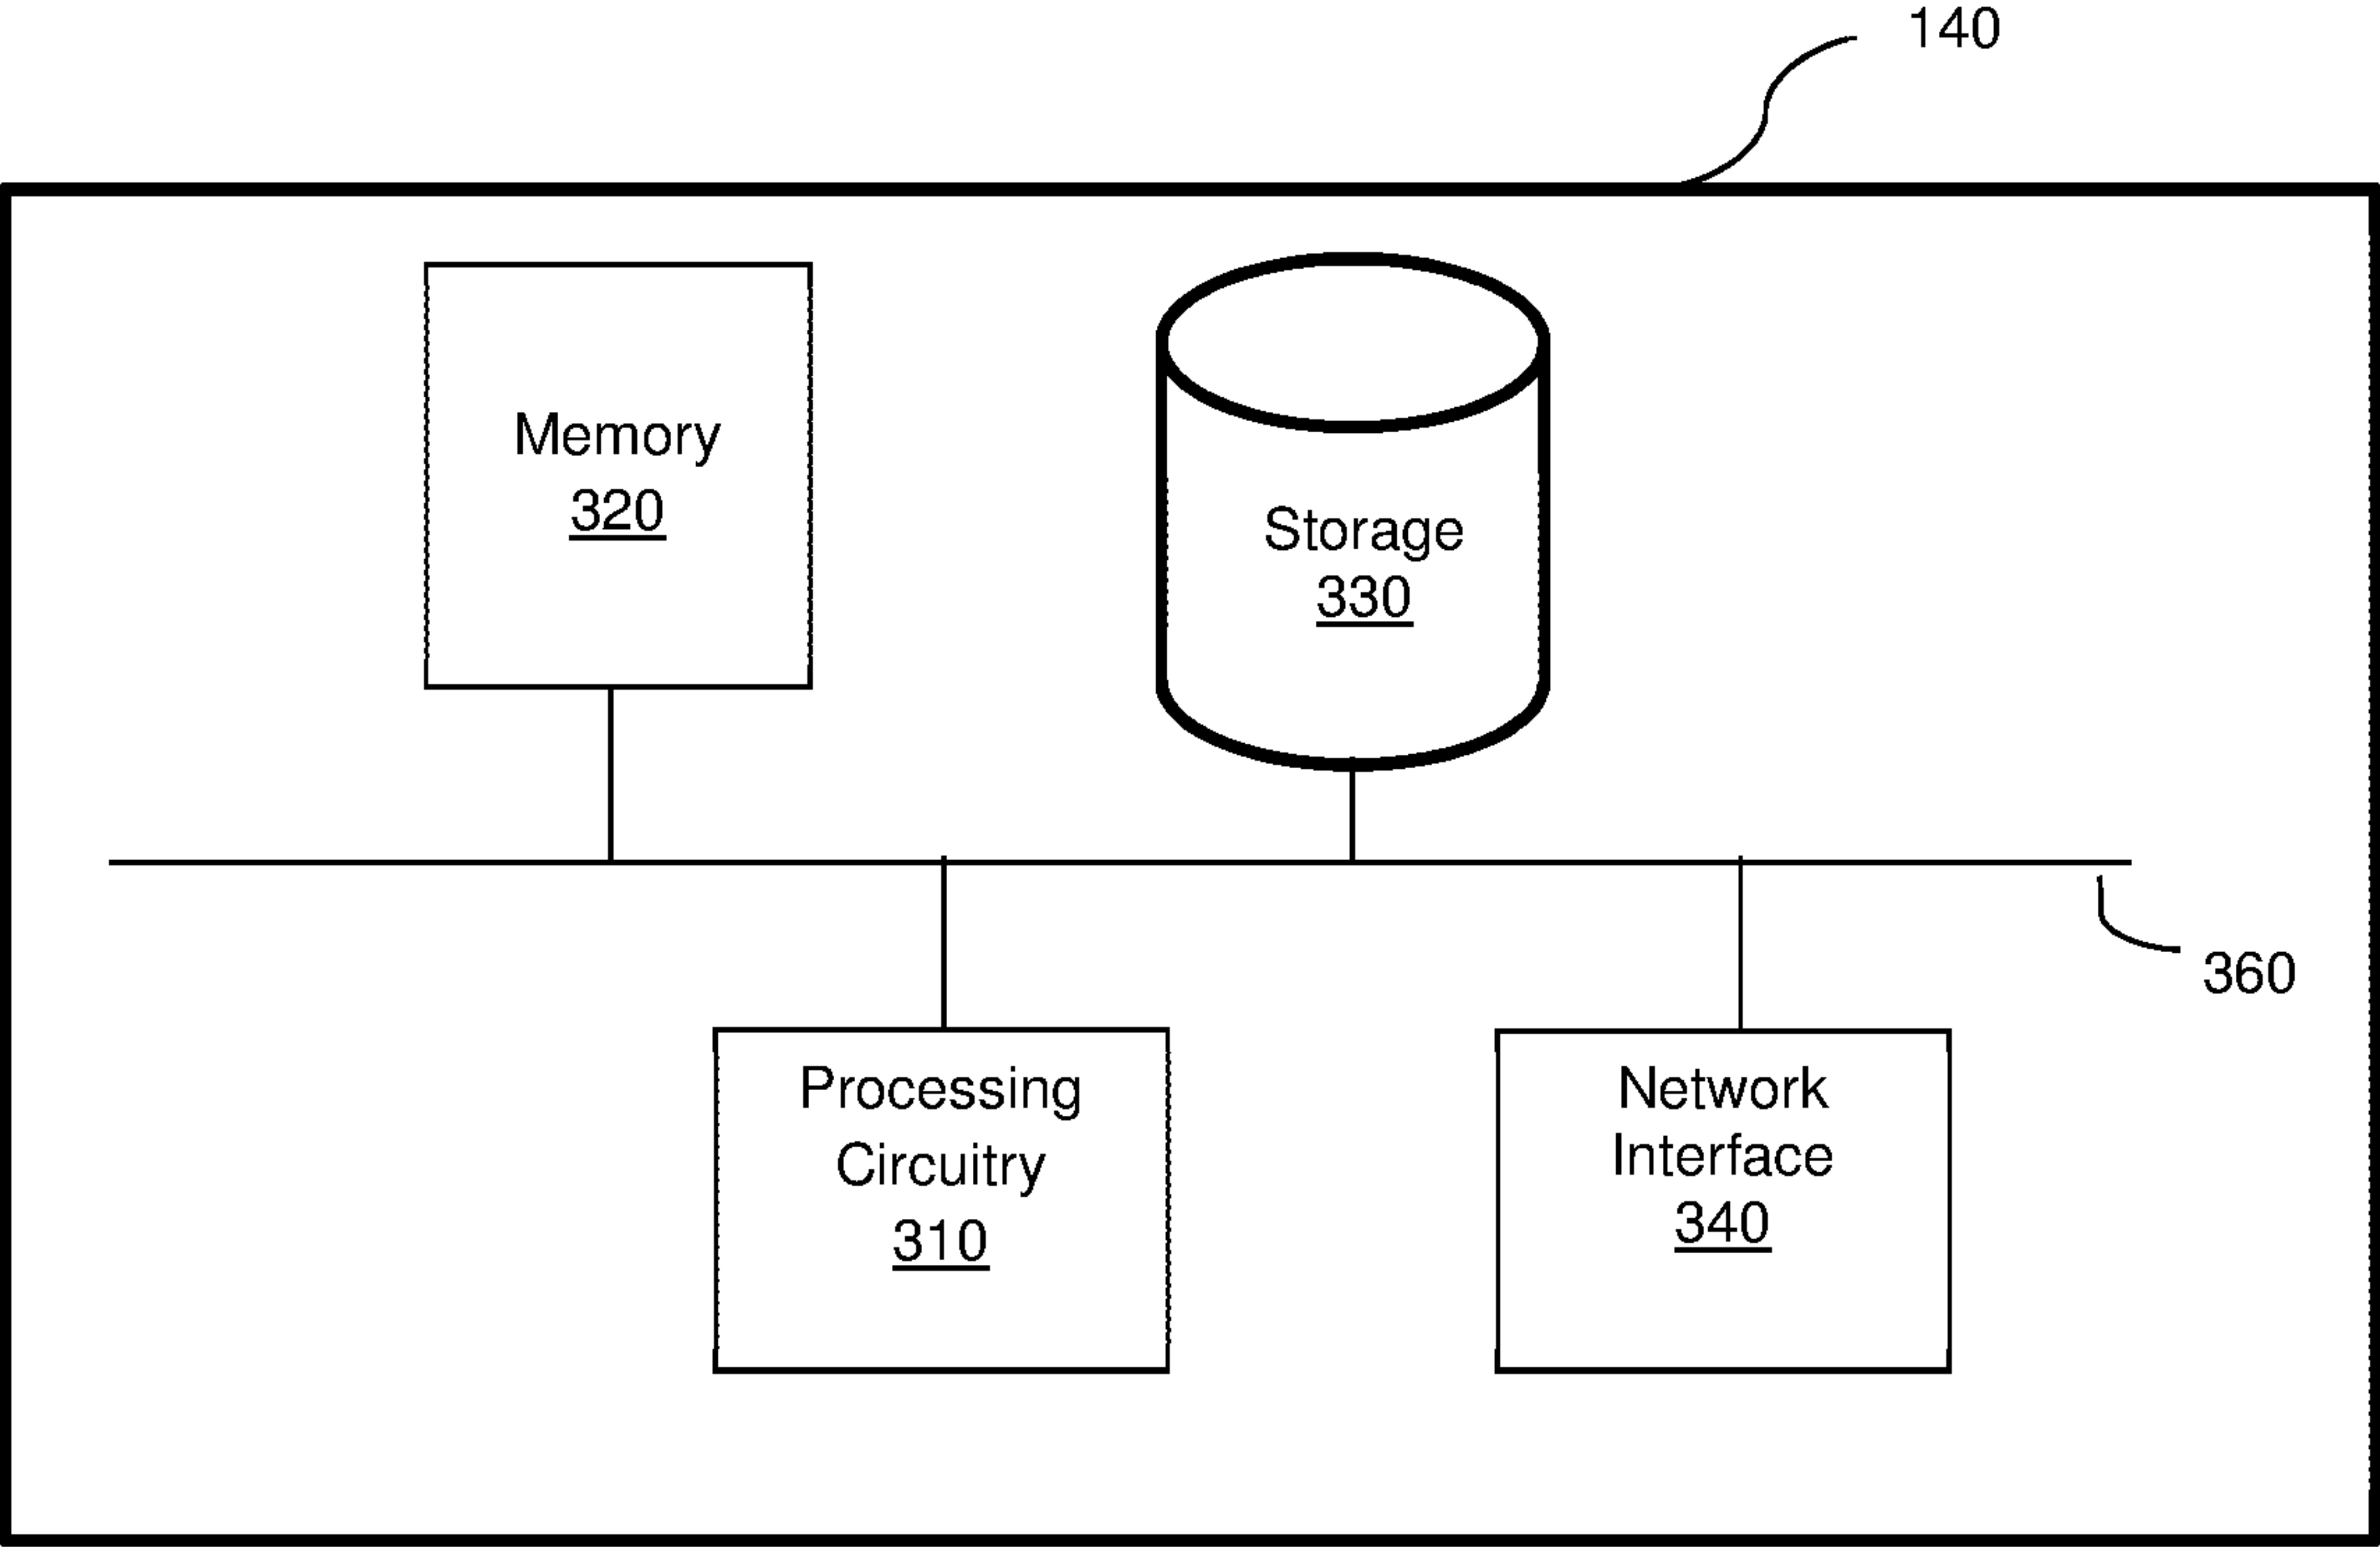 140
Memory
320
Storage
330
360
Processing
Circuitry
310
Network
Interface
340